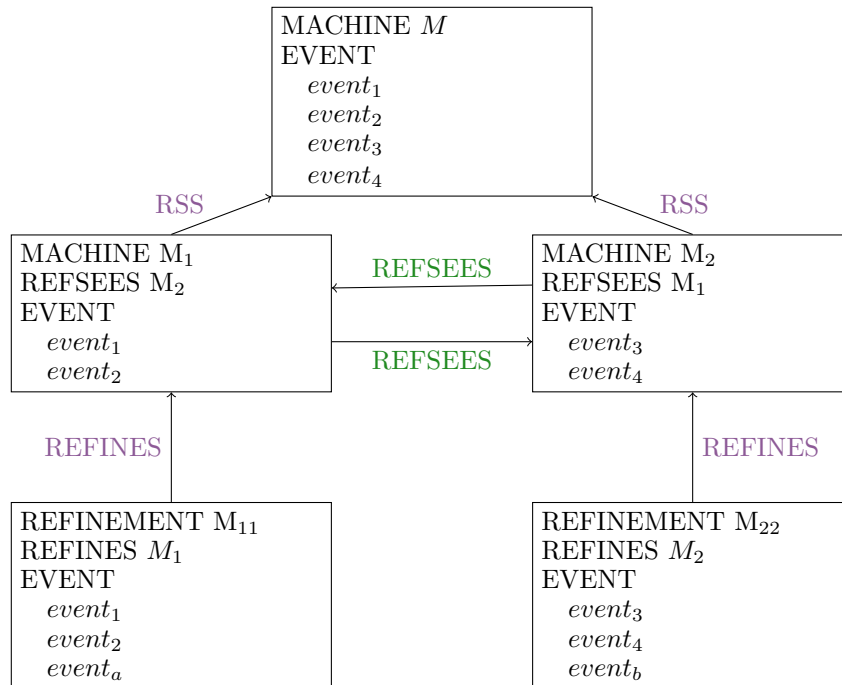 MACHINE M
EVENT
event₁
event₂
event₃
event₄
RSS
RSS
MACHINE M₁
REFSEES M₂
EVENT
event₁
event₂
REFSEES
REFSEES
MACHINE M₂
REFSEES M₁
EVENT
event₃
event₄
REFINES
REFINES
REFINEMENT M₁₁
REFINES M₁
EVENT
event₁
event₂
eventₐ
REFINEMENT M₂₂
REFINES M₂
EVENT
event₃
event₄
event_b